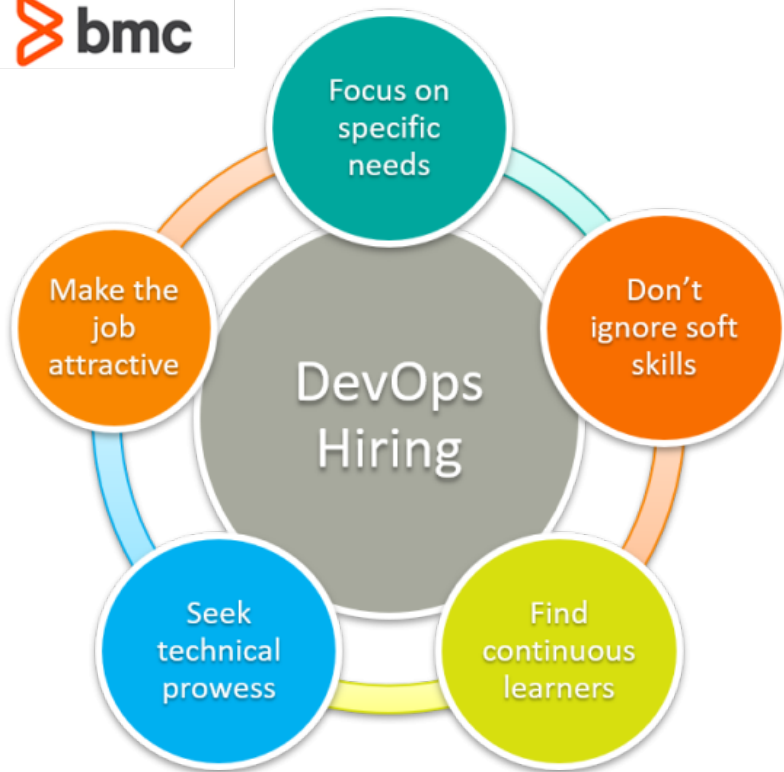 bmc
Focus on
specific
needs
Make the
job
attractive
Don't
ignore soft
skills
DevOps
Hiring
Seek
technical
prowess
Find
continuous
learners